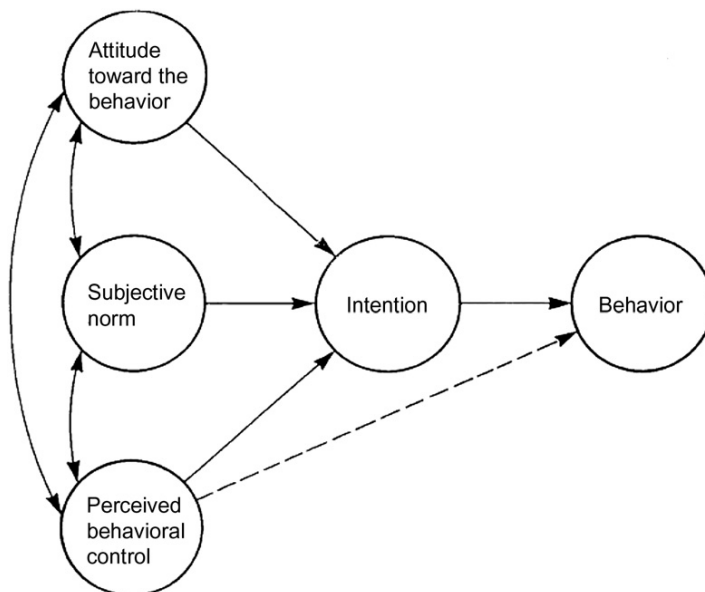 Attitude
toward the
behavior
Subjective
norm
Intention
Behavior
Perceived
behavioral
control